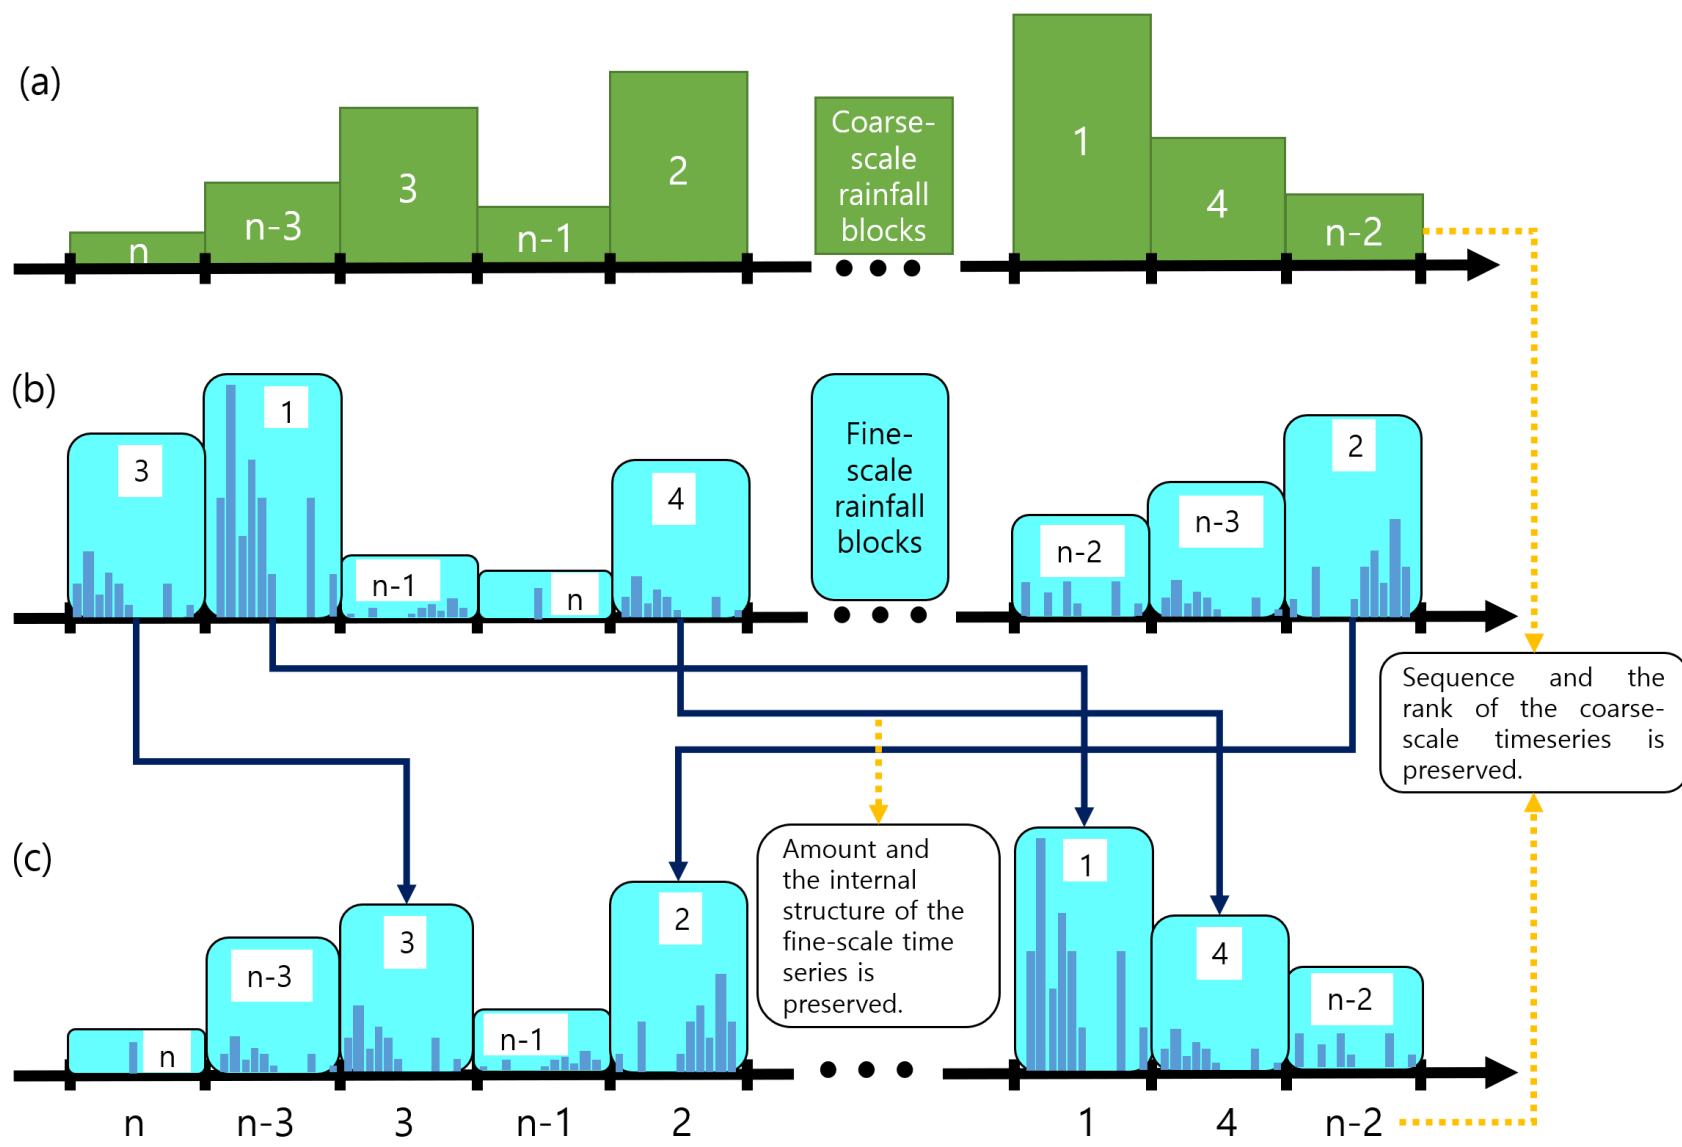 (a)
n
n-3
3
n-1
2
Coarse-
scale
rainfall
blocks
1
4
n-2
(b)
3
1
n-1
n
4
Fine-
scale
rainfall
blocks
n-2
n-3
2
Sequence and the
rank of the coarse-
scale timeseries is
preserved.
(c)
n
n-3
3
n-1
2
Amount and
the internal
structure of the
fine-scale time
series is
preserved.
1
4
n-2
n
n-3
3
n-1
2
1
4
n-2